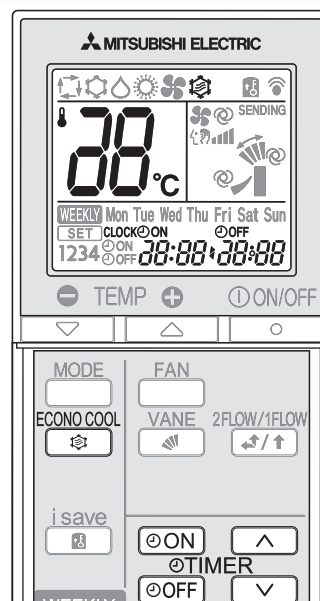 MITSUBISHI ELECTRIC
SENDING
°C
WEEKLY Mon Tue Wed Thu Fri Sat Sun
SET CLOCK ON OFF
1234 ON OFF 88:88 88:88
TEMP ON/OFF
MODE FAN
ECONO COOL VANE 2FLOW/1FLOW
i save
ON
TIMER
OFF
WEEKLY